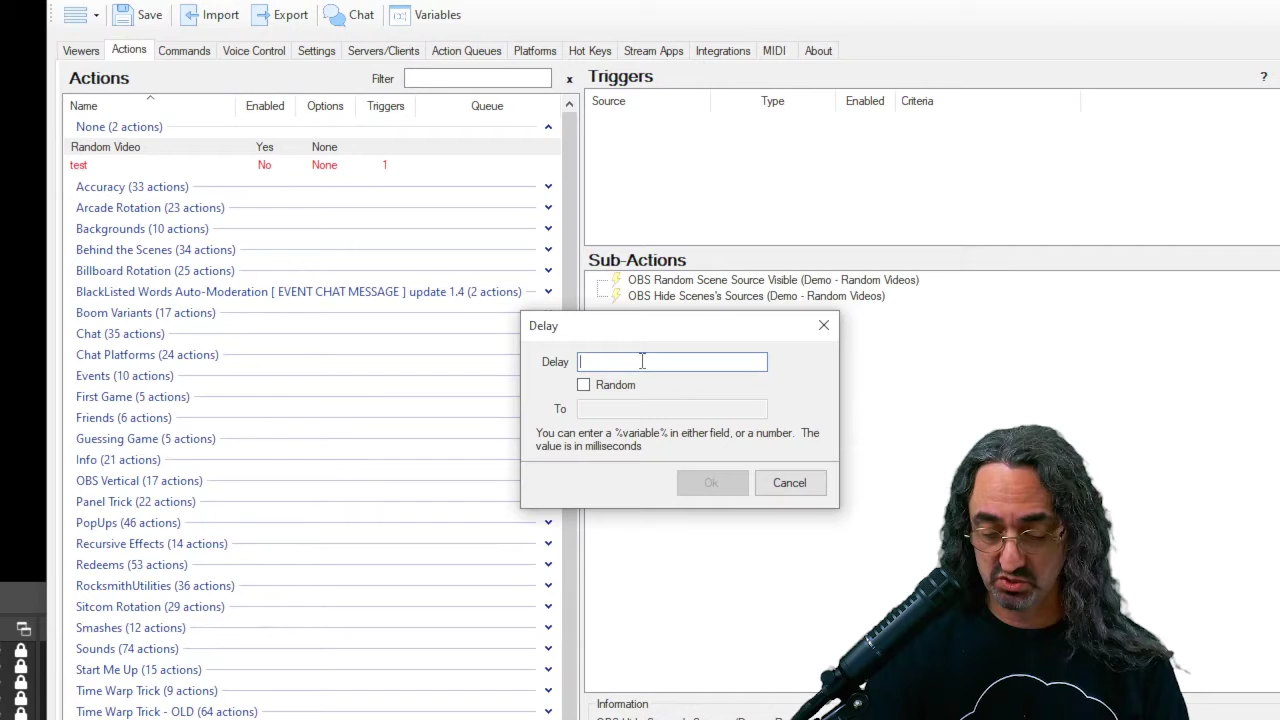 Save Import Export Chat Variables
Viewers Actions Commands Voice Control Settings Servers/Clients Action Queues Platforms Hot Keys Stream Apps Integrations MIDI About
Actions Filter x
Name Enabled Options Triggers Queue
None (2 actions)
Random Video Yes None
test No None 1
Accuracy (33 actions)
Arcade Rotation (23 actions)
Backgrounds (10 actions)
Behind the Scenes (34 actions)
Billboard Rotation (25 actions)
BlackListed Words Auto-Moderation [ EVENT CHAT MESSAGE ] update 1.4 (2 actions)
Boom Variants (17 actions)
Chat (35 actions)
Chat Platforms (24 actions)
Events (10 actions)
First Game (5 actions)
Friends (6 actions)
Guessing Game (5 actions)
Info (21 actions)
OBS Vertical (17 actions)
Panel Trick (22 actions)
PopUps (46 actions)
Recursive Effects (14 actions)
Redeems (53 actions)
RocksmithUtilities (36 actions)
Sitcom Rotation (29 actions)
Smashes (12 actions)
Sounds (74 actions)
Start Me Up (15 actions)
Time Warp Trick (9 actions)
Time Warp Trick - OLD (64 actions)
Triggers ?
Source Type Enabled Criteria
Sub-Actions
OBS Random Scene Source Visible (Demo - Random Videos)
OBS Hide Scenes's Sources (Demo - Random Videos)
Delay
Delay
Random
To
You can enter a %variable% in either field, or a number. The
value is in milliseconds
Ok Cancel
Information